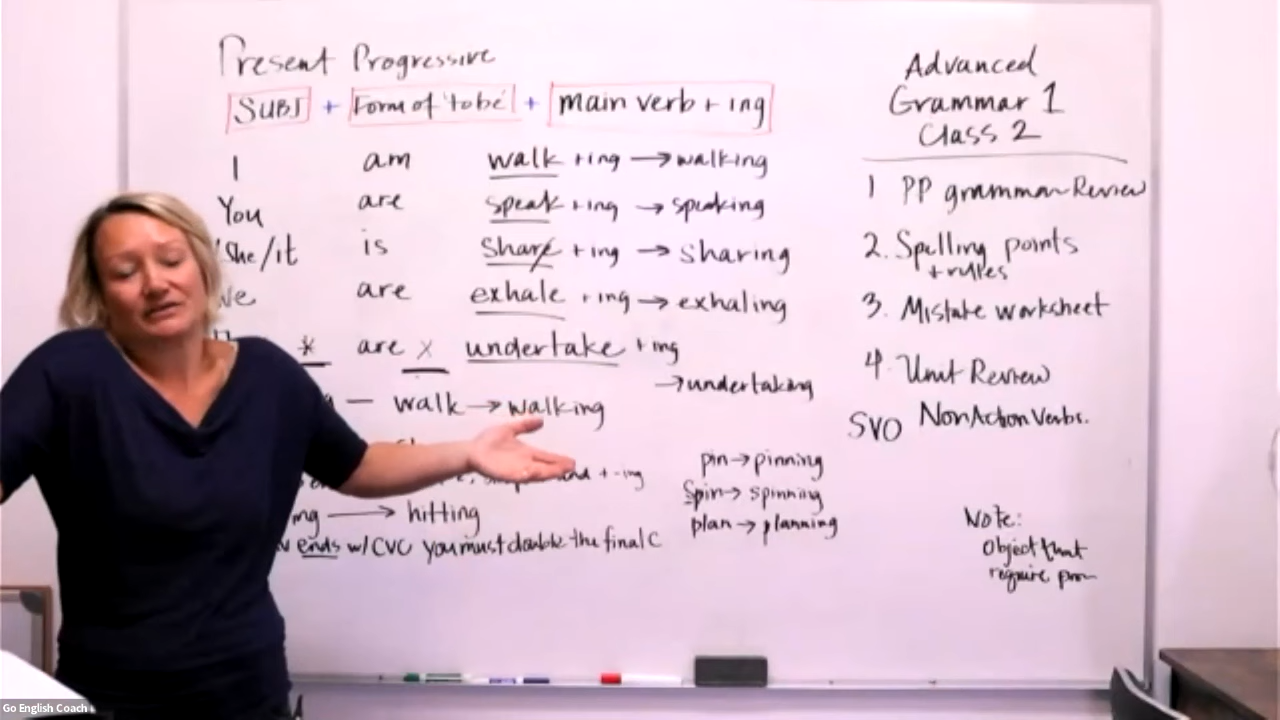 Present Progressive
SUBJ + Form of 'to be' + main verb + ing
I am walk + ing → walking
You are speak + ing → speaking
She/it is share + ing → sharing
We are exhale + ing → exhaling
* are x undertake + ing
→ undertaking
— walk → walking
+ -ing
→ hitting
ends w/ CVC you must double the final C
pin → pinning
spin → spinning
plan → planning
Advanced
Grammar 1
Class 2
1 PP grammar Review
2. Spelling points
+ rules
3. Mistake worksheet
4. Unit Review
SVO NonAction Verbs.
Note:
Object that
require pron
Go English Coach